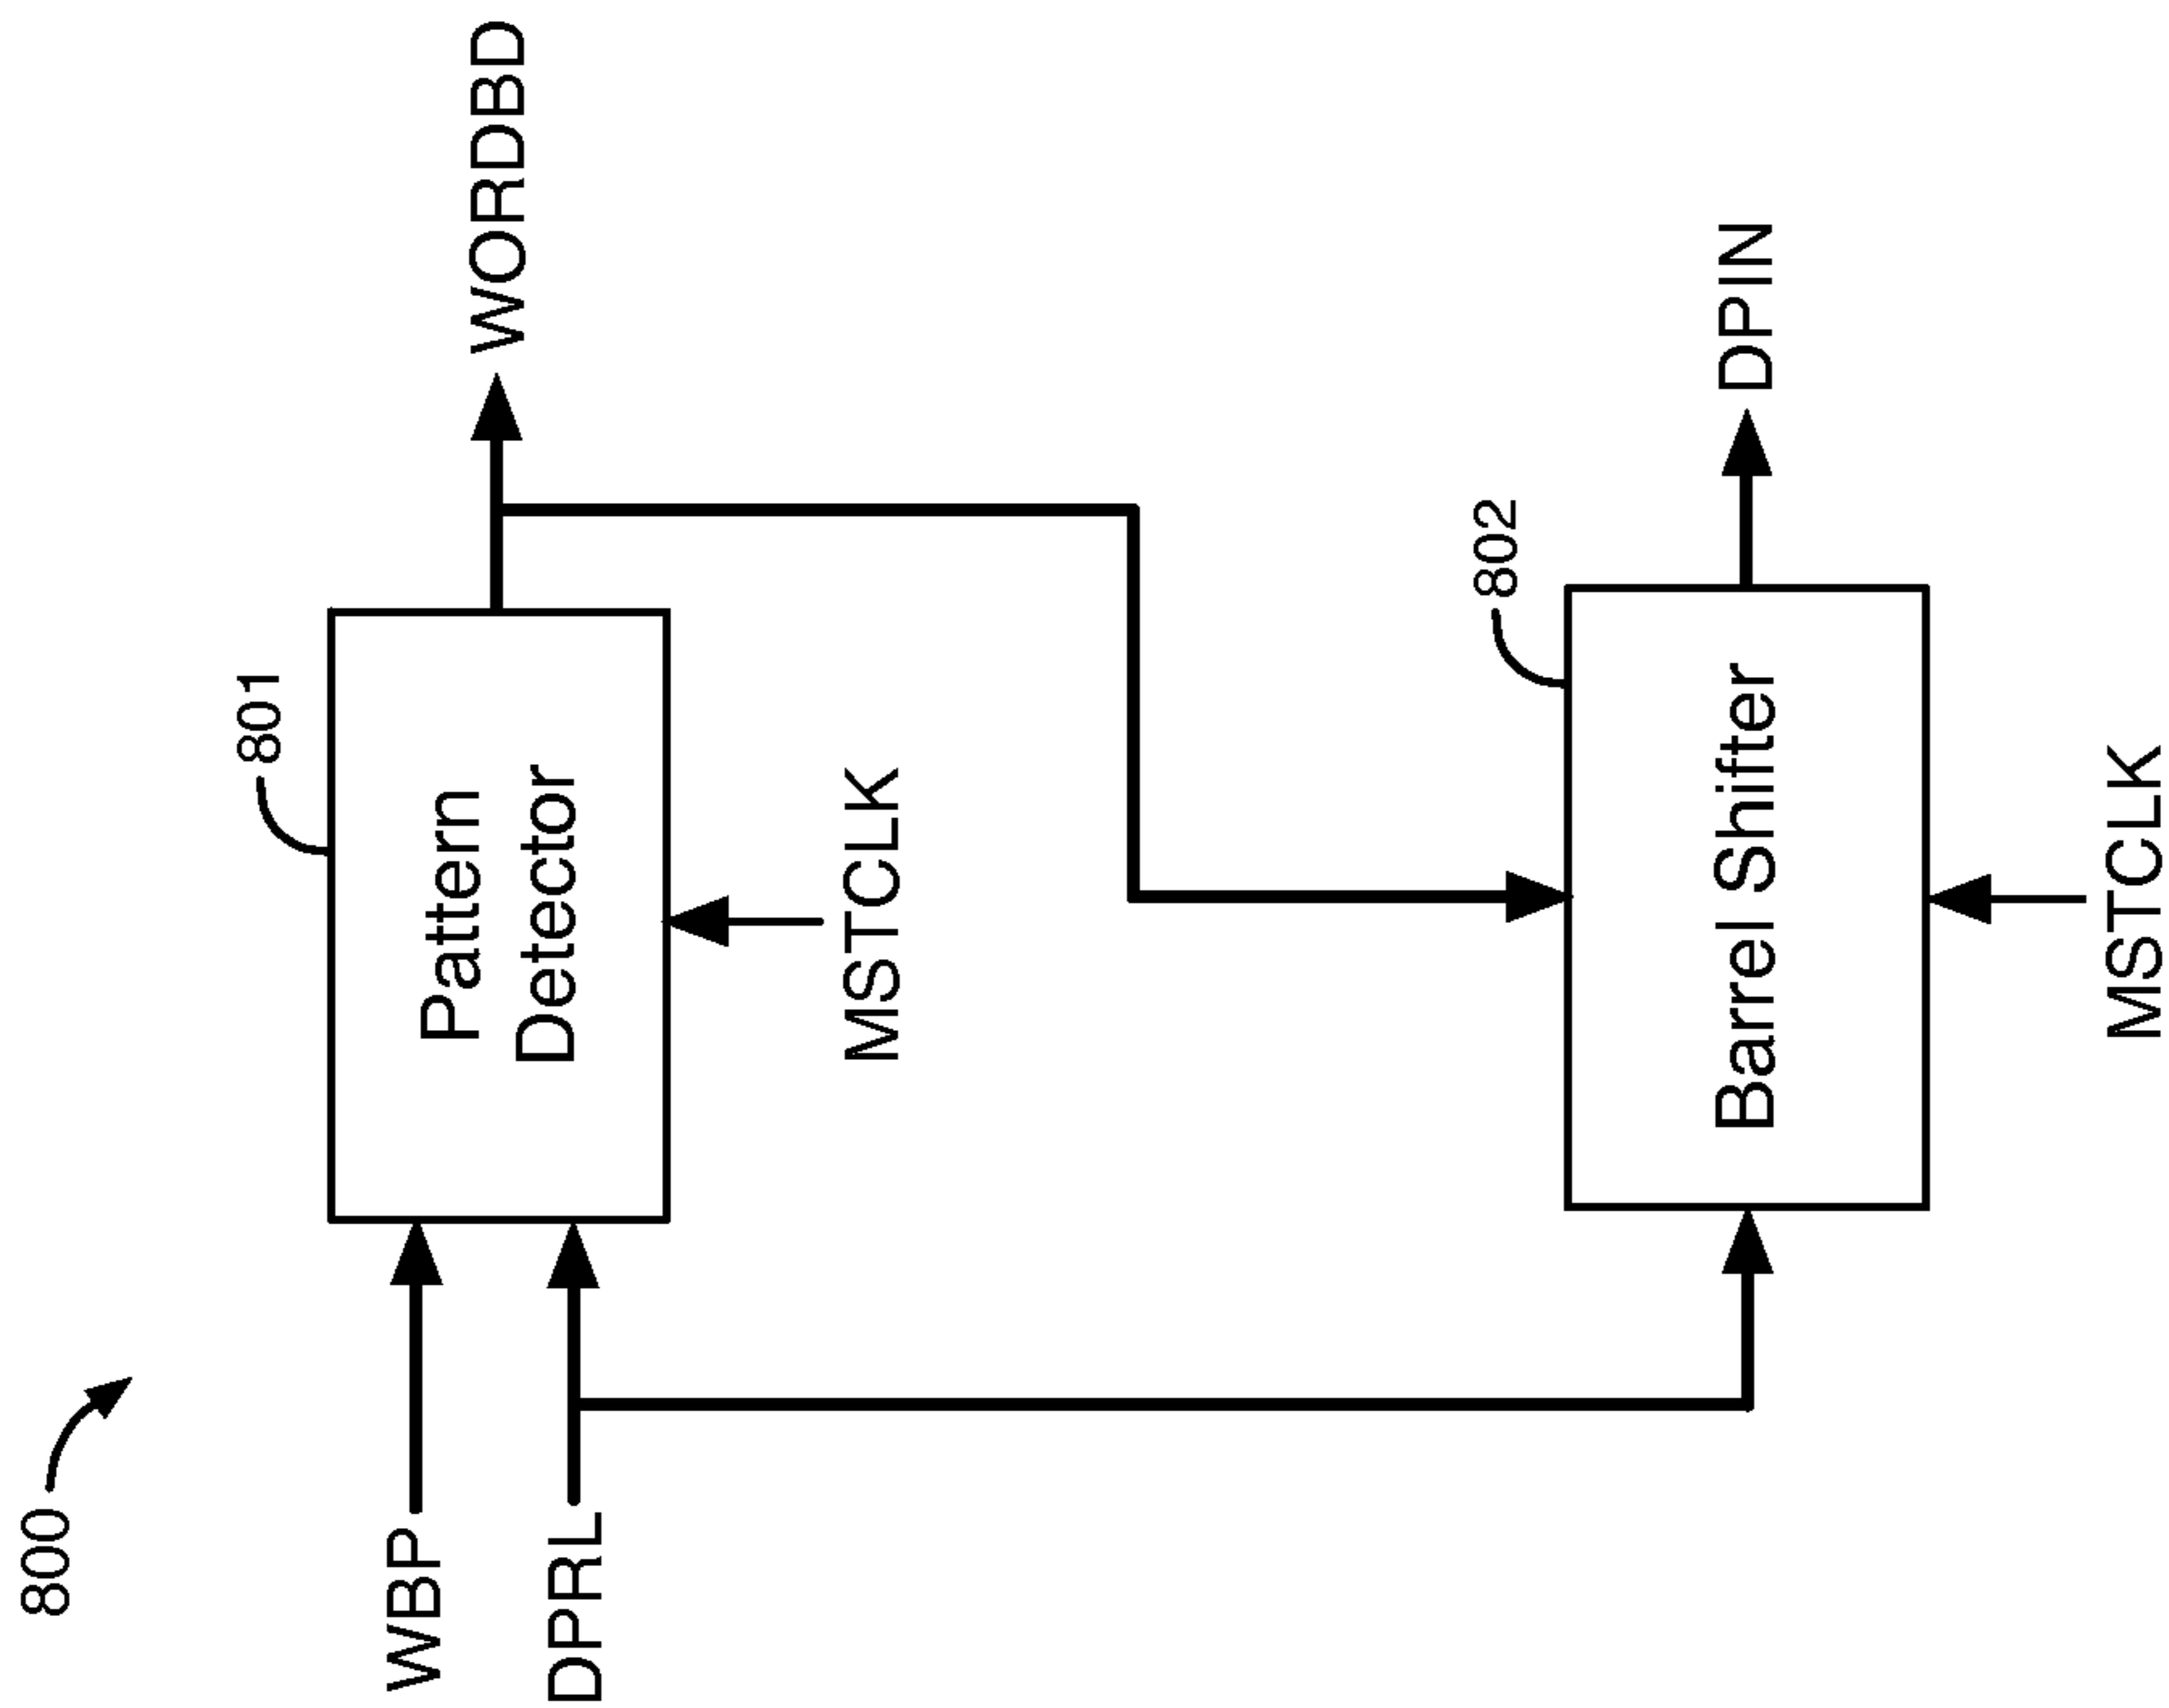 800
801
WBP
DPRL
Pattern
Detector
WORDBD
MSTCLK
802
Barrel Shifter
DPIN
MSTCLK